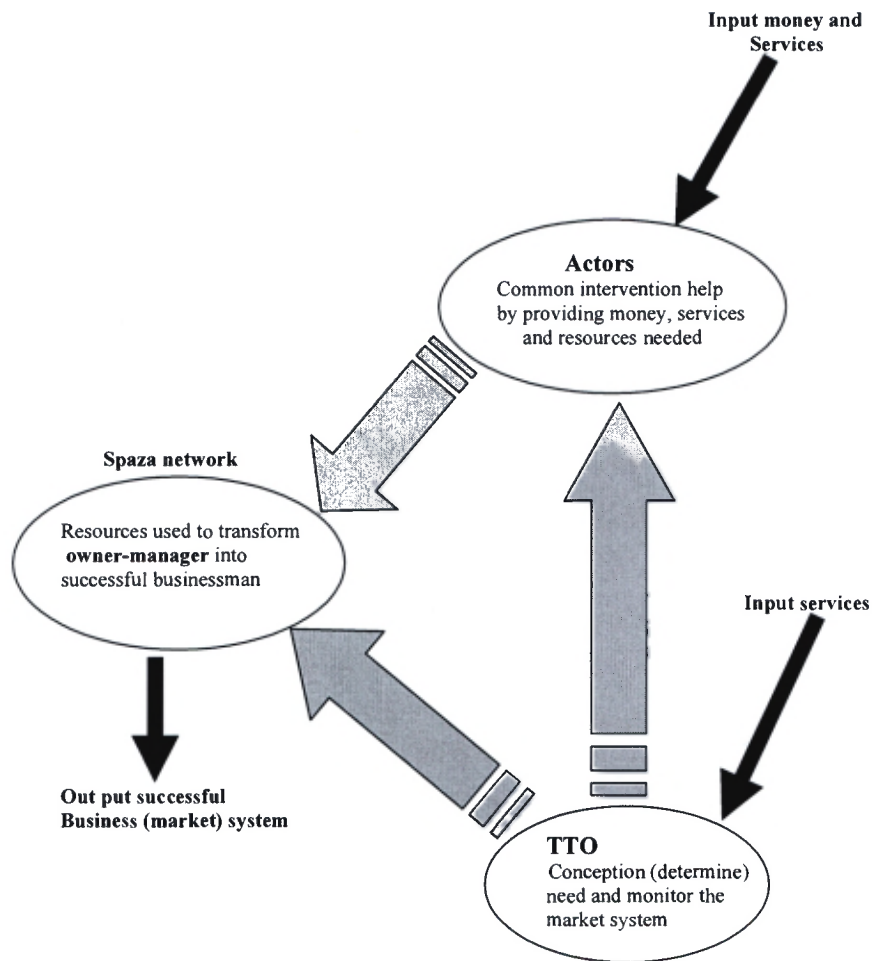 Input money and
Services
Actors
Common intervention help
by providing money, services
and resources needed
Spaza network
Resources used to transform
owner-manager into
successful businessman
Input services
Out put successful
Business (market) system
TTO
Conception (determine)
need and monitor the
market system